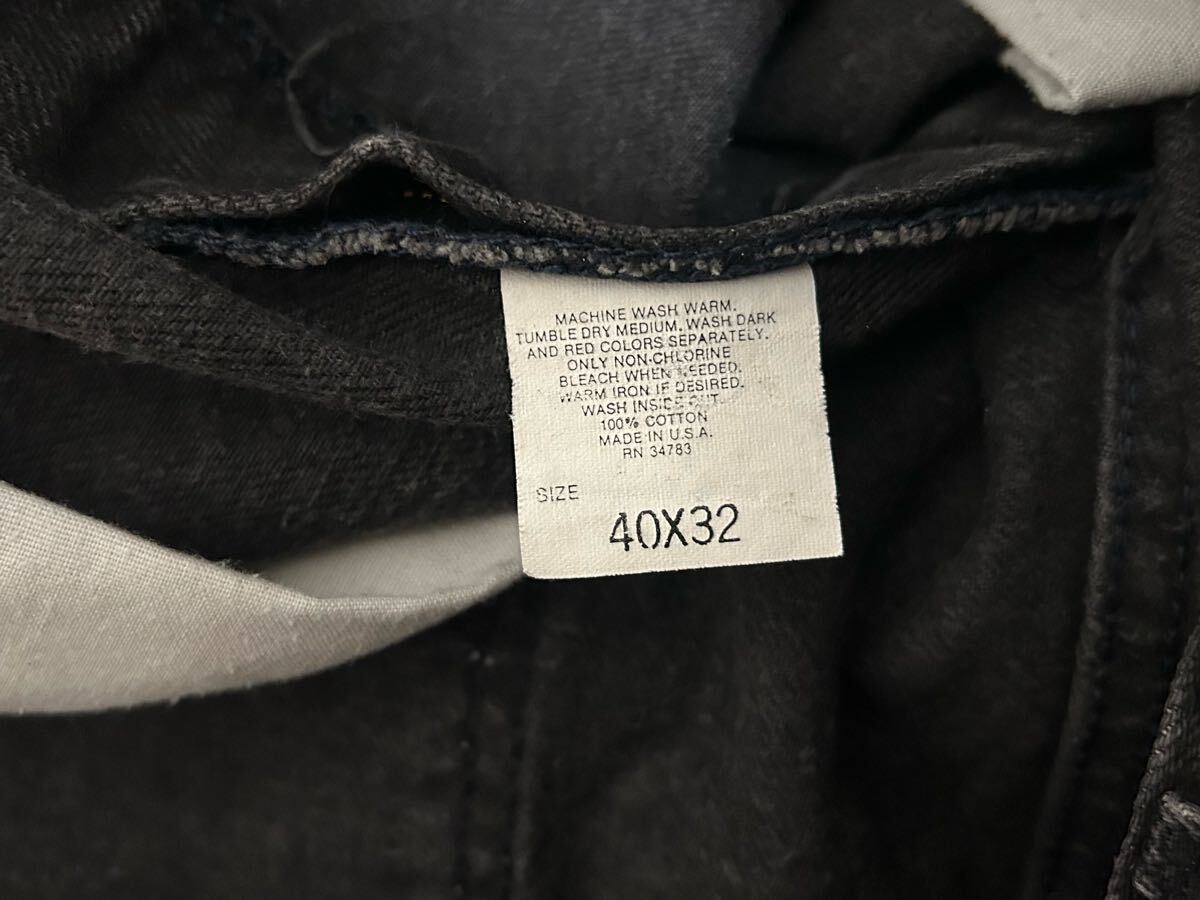 MACHINE WASH WARM.
TUMBLE DRY MEDIUM. WASH DARK
AND RED COLORS SEPARATELY.
ONLY NON-CHLORINE
BLEACH WHEN NEEDED.
WARM IRON IF DESIRED.
WASH INSIDE OUT.
100% COTTON
MADE IN U.S.A.
RN 34783
SIZE
40X32